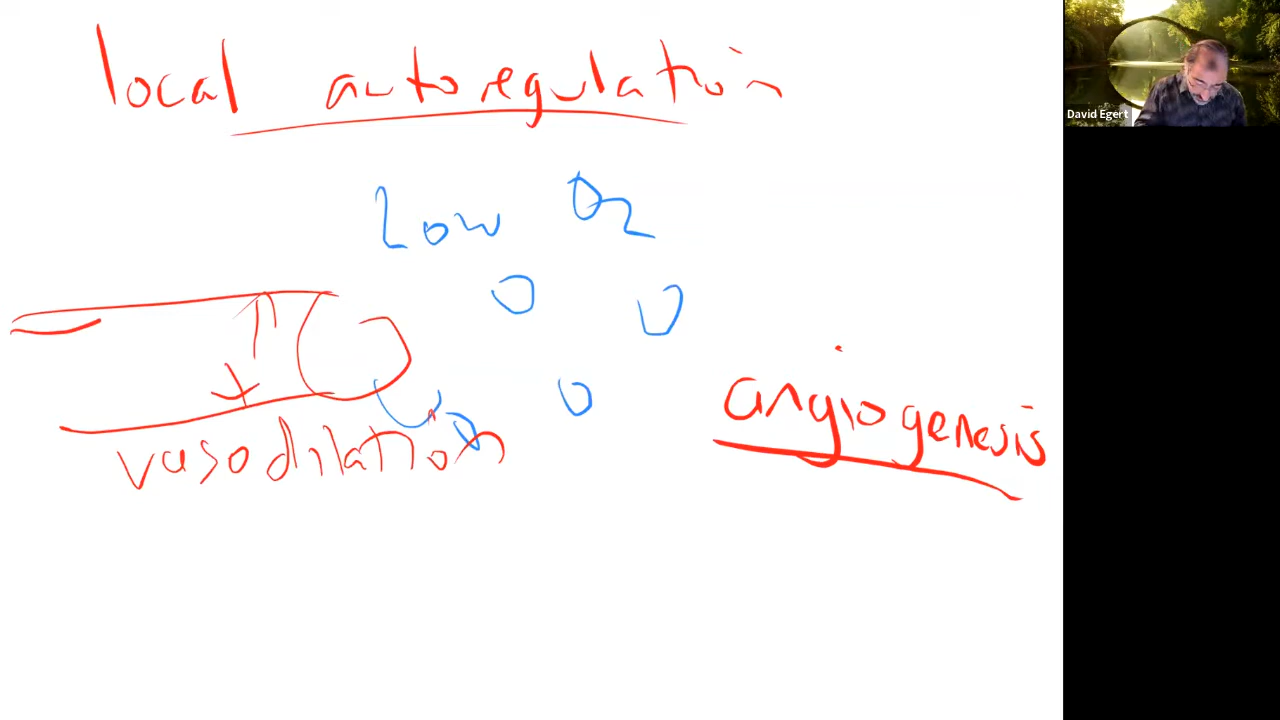 local autoregulation
David Egert
Low O2
angiogenesis
vasodilation